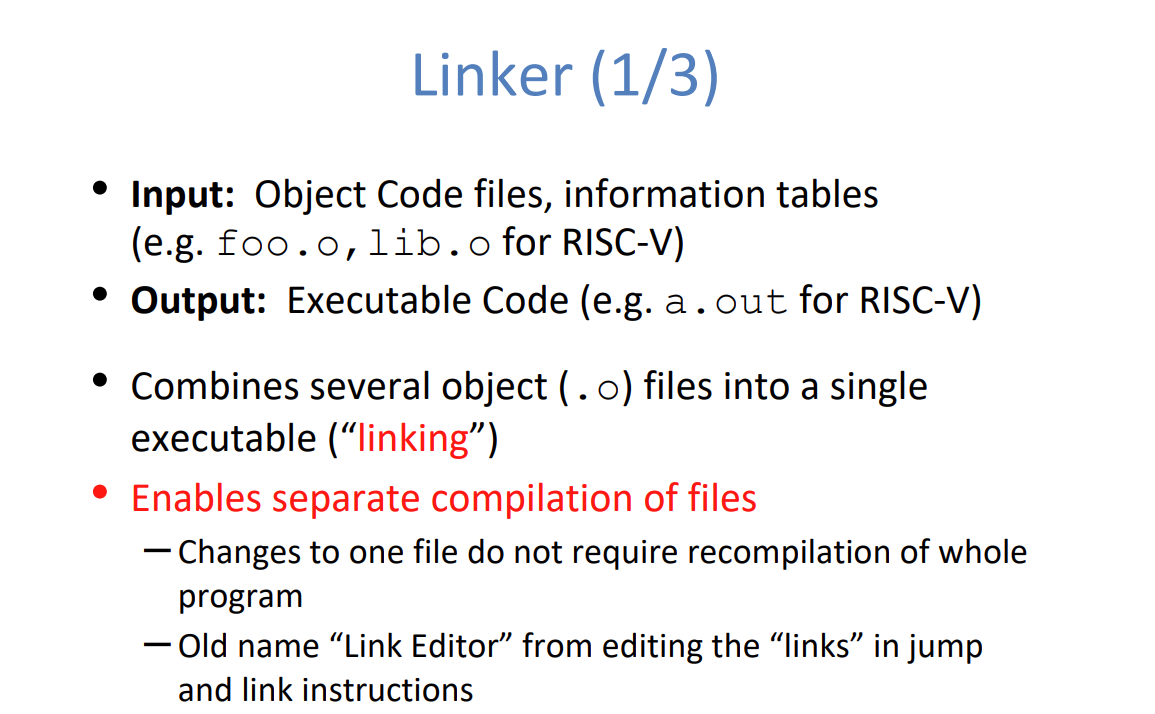 Linker (1/3)
• Input: Object Code files, information tables
(e.g. foo.o,lib.o for RISC-V)
• Output: Executable Code (e.g. a.out for RISC-V)
• Combines several object (.o) files into a single
executable (“linking”)
• Enables separate compilation of files
– Changes to one file do not require recompilation of whole
program
– Old name “Link Editor” from editing the “links” in jump
and link instructions